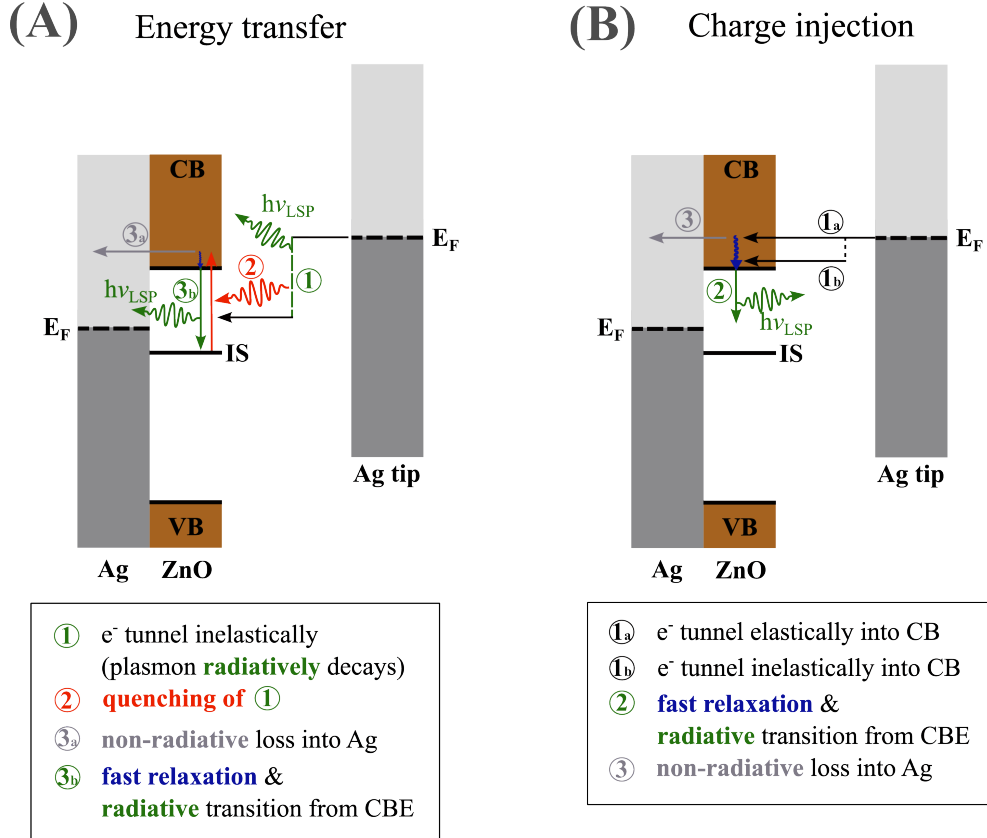 (A) Energy transfer
CB
hνLSP
3a
EF
2
1
3b
hνLSP
EF
IS
VB
Ag tip
Ag ZnO
1 e- tunnel inelastically
(plasmon radiatively decays)
2 quenching of 1
3a non-radiative loss into Ag
3b fast relaxation &
radiative transition from CBE
(B) Charge injection
CB
3
1a
EF
1b
2
hνLSP
EF
IS
VB
Ag tip
Ag ZnO
1a e- tunnel elastically into CB
1b e- tunnel inelastically into CB
2 fast relaxation &
radiative transition from CBE
3 non-radiative loss into Ag